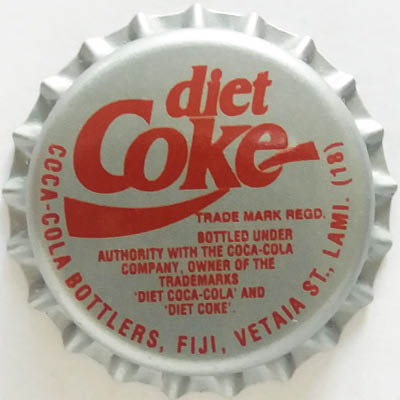 diet
Coke
TRADE MARK REGD.
BOTTLED UNDER
AUTHORITY WITH THE COCA-COLA
COMPANY, OWNER OF THE
TRADEMARKS
'DIET COCA-COLA' AND
'DIET COKE'.
COCA-COLA BOTTLERS, FIJI, VETAIA ST., LAMI. (18)